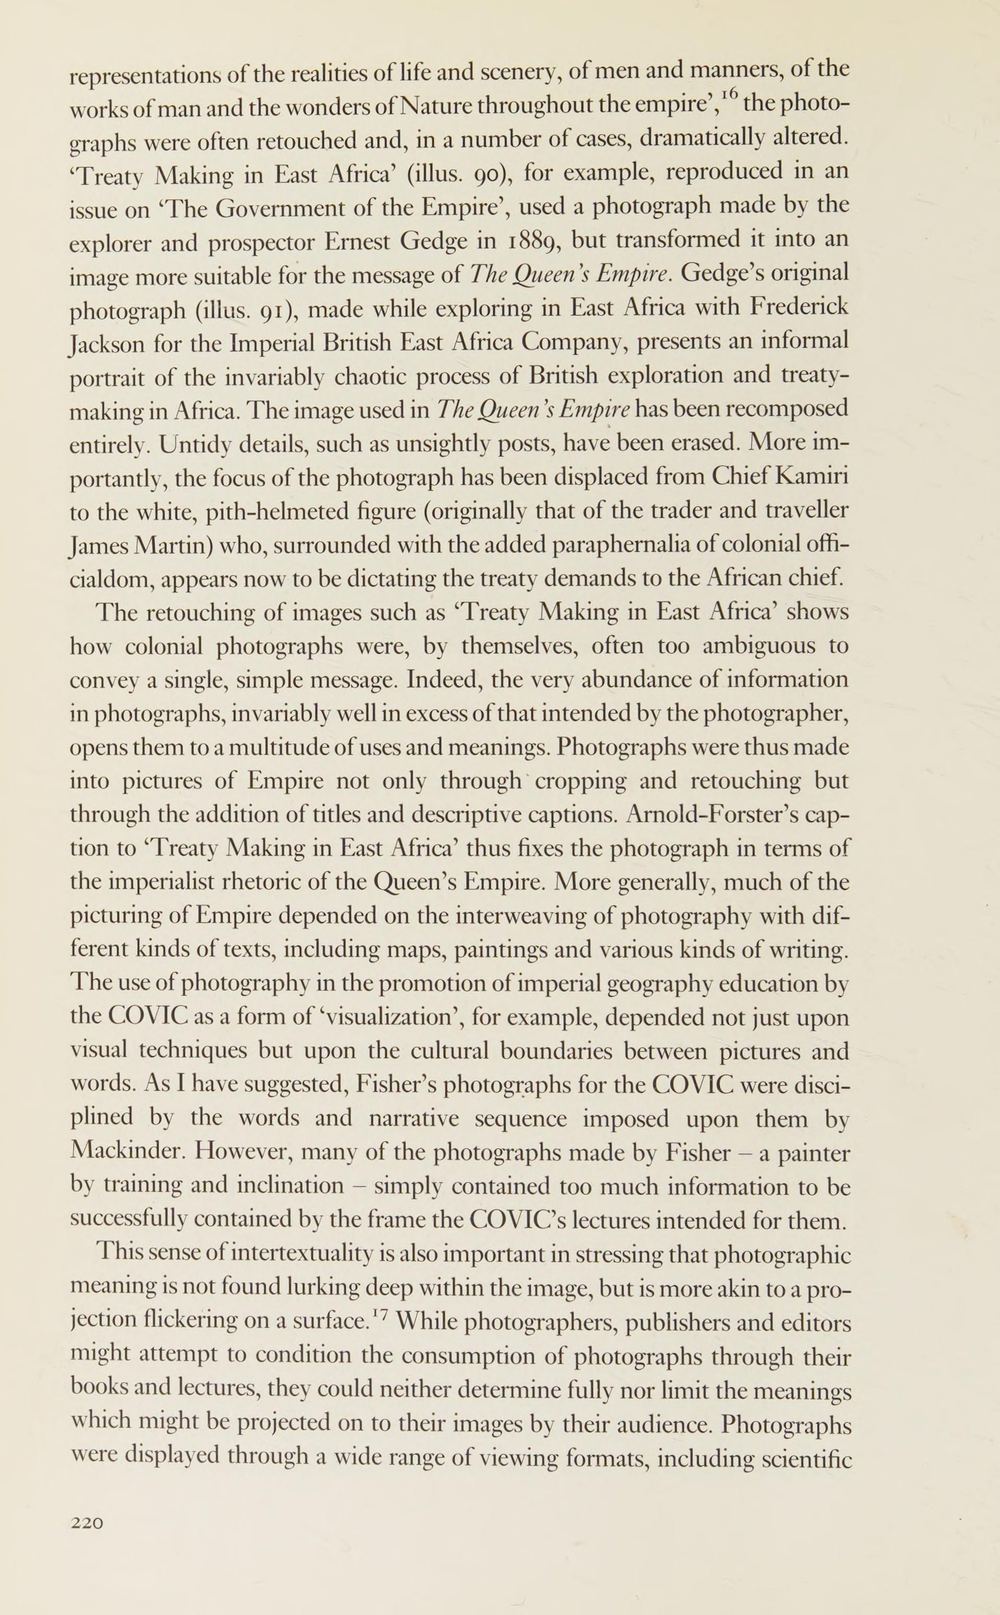 representations of the realities of life and scenery, of men and manners, of the
works of man and the wonders of Nature throughout the empire’,¹⁶ the photo-
graphs were often retouched and, in a number of cases, dramatically altered.
‘Treaty Making in East Africa’ (illus. 90), for example, reproduced in an
issue on ‘The Government of the Empire’, used a photograph made by the
explorer and prospector Ernest Gedge in 1889, but transformed it into an
image more suitable for the message of The Queen’s Empire. Gedge’s original
photograph (illus. 91), made while exploring in East Africa with Frederick
Jackson for the Imperial British East Africa Company, presents an informal
portrait of the invariably chaotic process of British exploration and treaty-
making in Africa. The image used in The Queen’s Empire has been recomposed
entirely. Untidy details, such as unsightly posts, have been erased. More im-
portantly, the focus of the photograph has been displaced from Chief Kamiri
to the white, pith-helmeted figure (originally that of the trader and traveller
James Martin) who, surrounded with the added paraphernalia of colonial offi-
cialdom, appears now to be dictating the treaty demands to the African chief.
The retouching of images such as ‘Treaty Making in East Africa’ shows
how colonial photographs were, by themselves, often too ambiguous to
convey a single, simple message. Indeed, the very abundance of information
in photographs, invariably well in excess of that intended by the photographer,
opens them to a multitude of uses and meanings. Photographs were thus made
into pictures of Empire not only through cropping and retouching but
through the addition of titles and descriptive captions. Arnold-Forster’s cap-
tion to ‘Treaty Making in East Africa’ thus fixes the photograph in terms of
the imperialist rhetoric of the Queen’s Empire. More generally, much of the
picturing of Empire depended on the interweaving of photography with dif-
ferent kinds of texts, including maps, paintings and various kinds of writing.
The use of photography in the promotion of imperial geography education by
the COVIC as a form of ‘visualization’, for example, depended not just upon
visual techniques but upon the cultural boundaries between pictures and
words. As I have suggested, Fisher’s photographs for the COVIC were disci-
plined by the words and narrative sequence imposed upon them by
Mackinder. However, many of the photographs made by Fisher – a painter
by training and inclination – simply contained too much information to be
successfully contained by the frame the COVIC’s lectures intended for them.
This sense of intertextuality is also important in stressing that photographic
meaning is not found lurking deep within the image, but is more akin to a pro-
jection flickering on a surface.¹⁷ While photographers, publishers and editors
might attempt to condition the consumption of photographs through their
books and lectures, they could neither determine fully nor limit the meanings
which might be projected on to their images by their audience. Photographs
were displayed through a wide range of viewing formats, including scientific
220